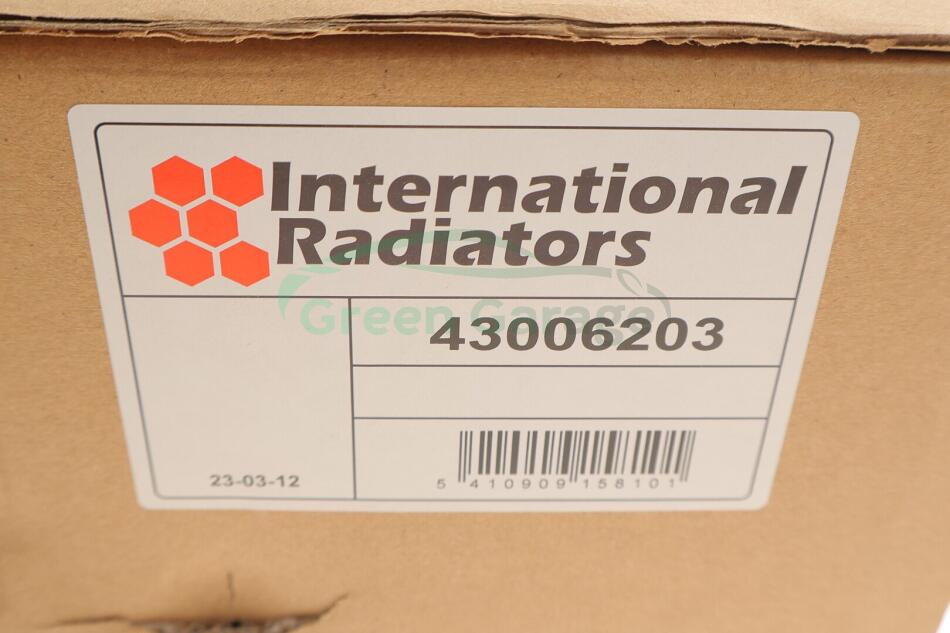 International
Radiators
Green Garage
43006203
23-03-12
5 410909 158101